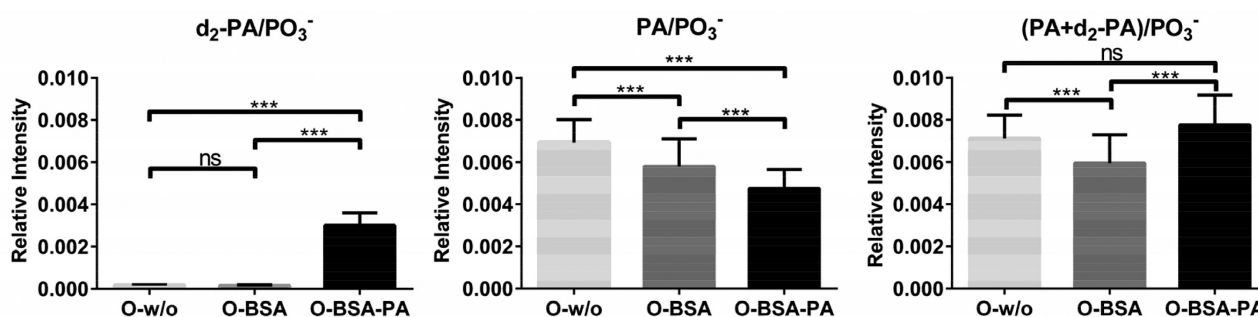 d₂-PA/PO₃⁻
Relative Intensity
0.010
0.008
0.006
0.004
0.002
0.000
***
***
ns
O-w/o O-BSA O-BSA-PA
PA/PO₃⁻
Relative Intensity
0.010
0.008
0.006
0.004
0.002
0.000
***
***
***
O-w/o O-BSA O-BSA-PA
(PA+d₂-PA)/PO₃⁻
Relative Intensity
0.010
0.008
0.006
0.004
0.002
0.000
ns
***
***
O-w/o O-BSA O-BSA-PA